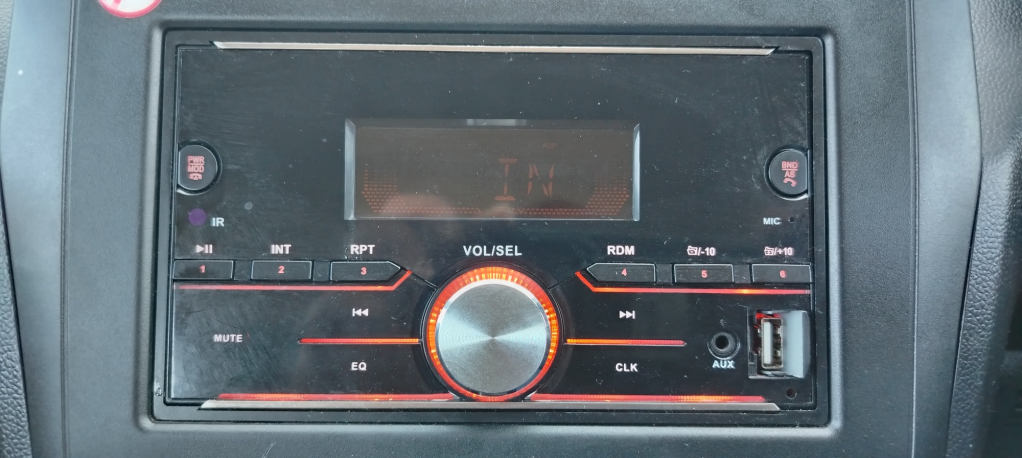 IN
PWR
MOD
BND
AS
IR
MIC
INT
RPT
VOL/SEL
RDM
/-10
/+10
1
2
3
4
5
6
MUTE
EQ
CLK
AUX